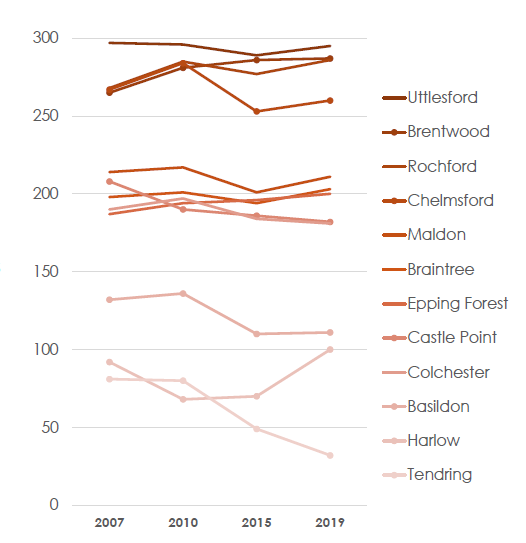 300
250
200
150
100
50
0
2007 2010 2015 2019
Uttlesford
Brentwood
Rochford
Chelmsford
Maldon
Braintree
Epping Forest
Castle Point
Colchester
Basildon
Harlow
Tendring